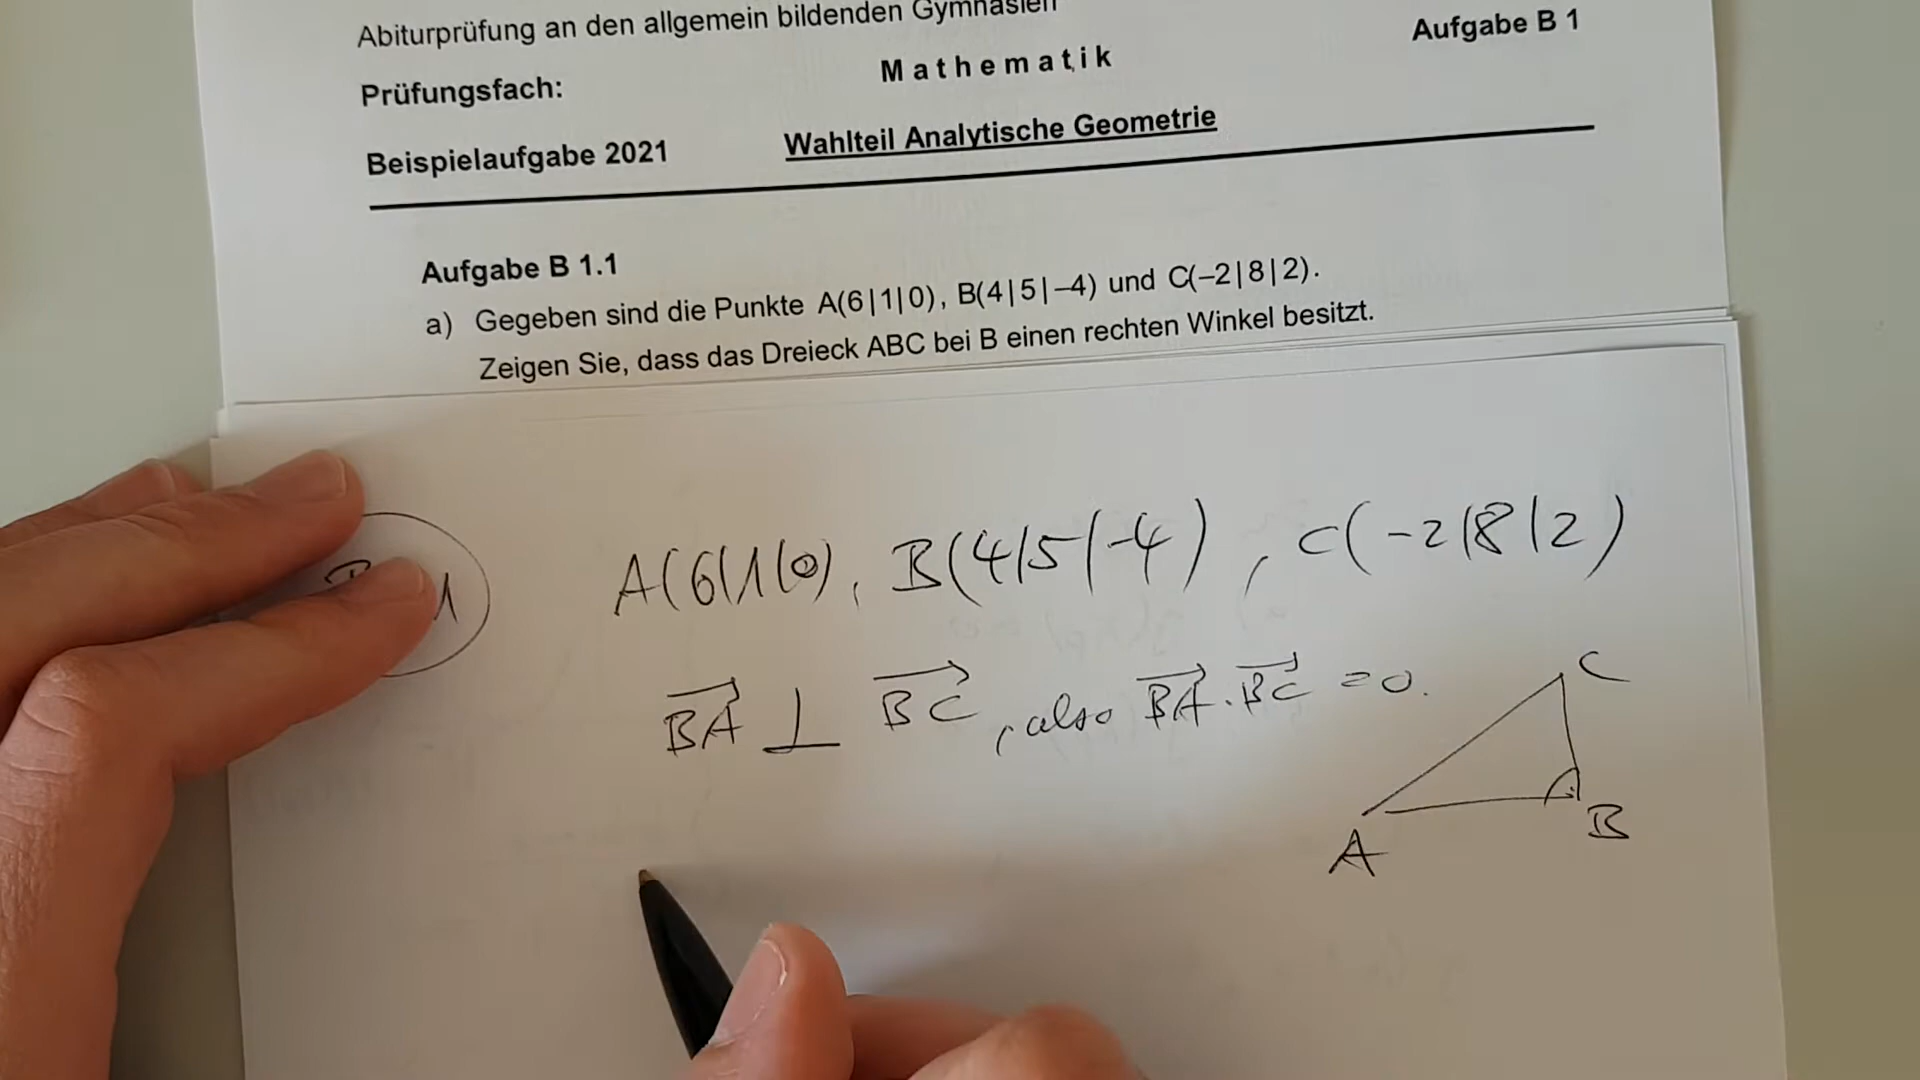 Abiturprüfung an den allgemein bildenden Gymnasien
Aufgabe B 1
Prüfungsfach:
Mathematik
Beispielaufgabe 2021
Wahlteil Analytische Geometrie
Aufgabe B 1.1
a) Gegeben sind die Punkte A(6|1|0), B(4|5|–4) und C(–2|8|2).
Zeigen Sie, dass das Dreieck ABC bei B einen rechten Winkel besitzt.
A(6|1|0), B(4|5|-4), C(-2|8|2)
BA⃗ ⊥ BC⃗, also BA⃗ · BC⃗ = 0.
C
B
A